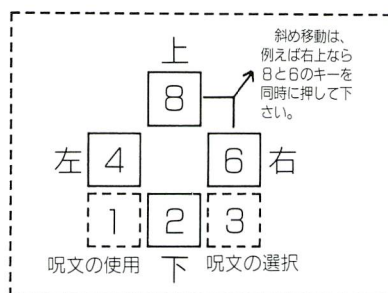 上
斜め移動は、
例えば右上なら
8と6のキーを
同時に押して下
さい。
8
左 4 6 右
1 2 3
呪文の使用 下 呪文の選択